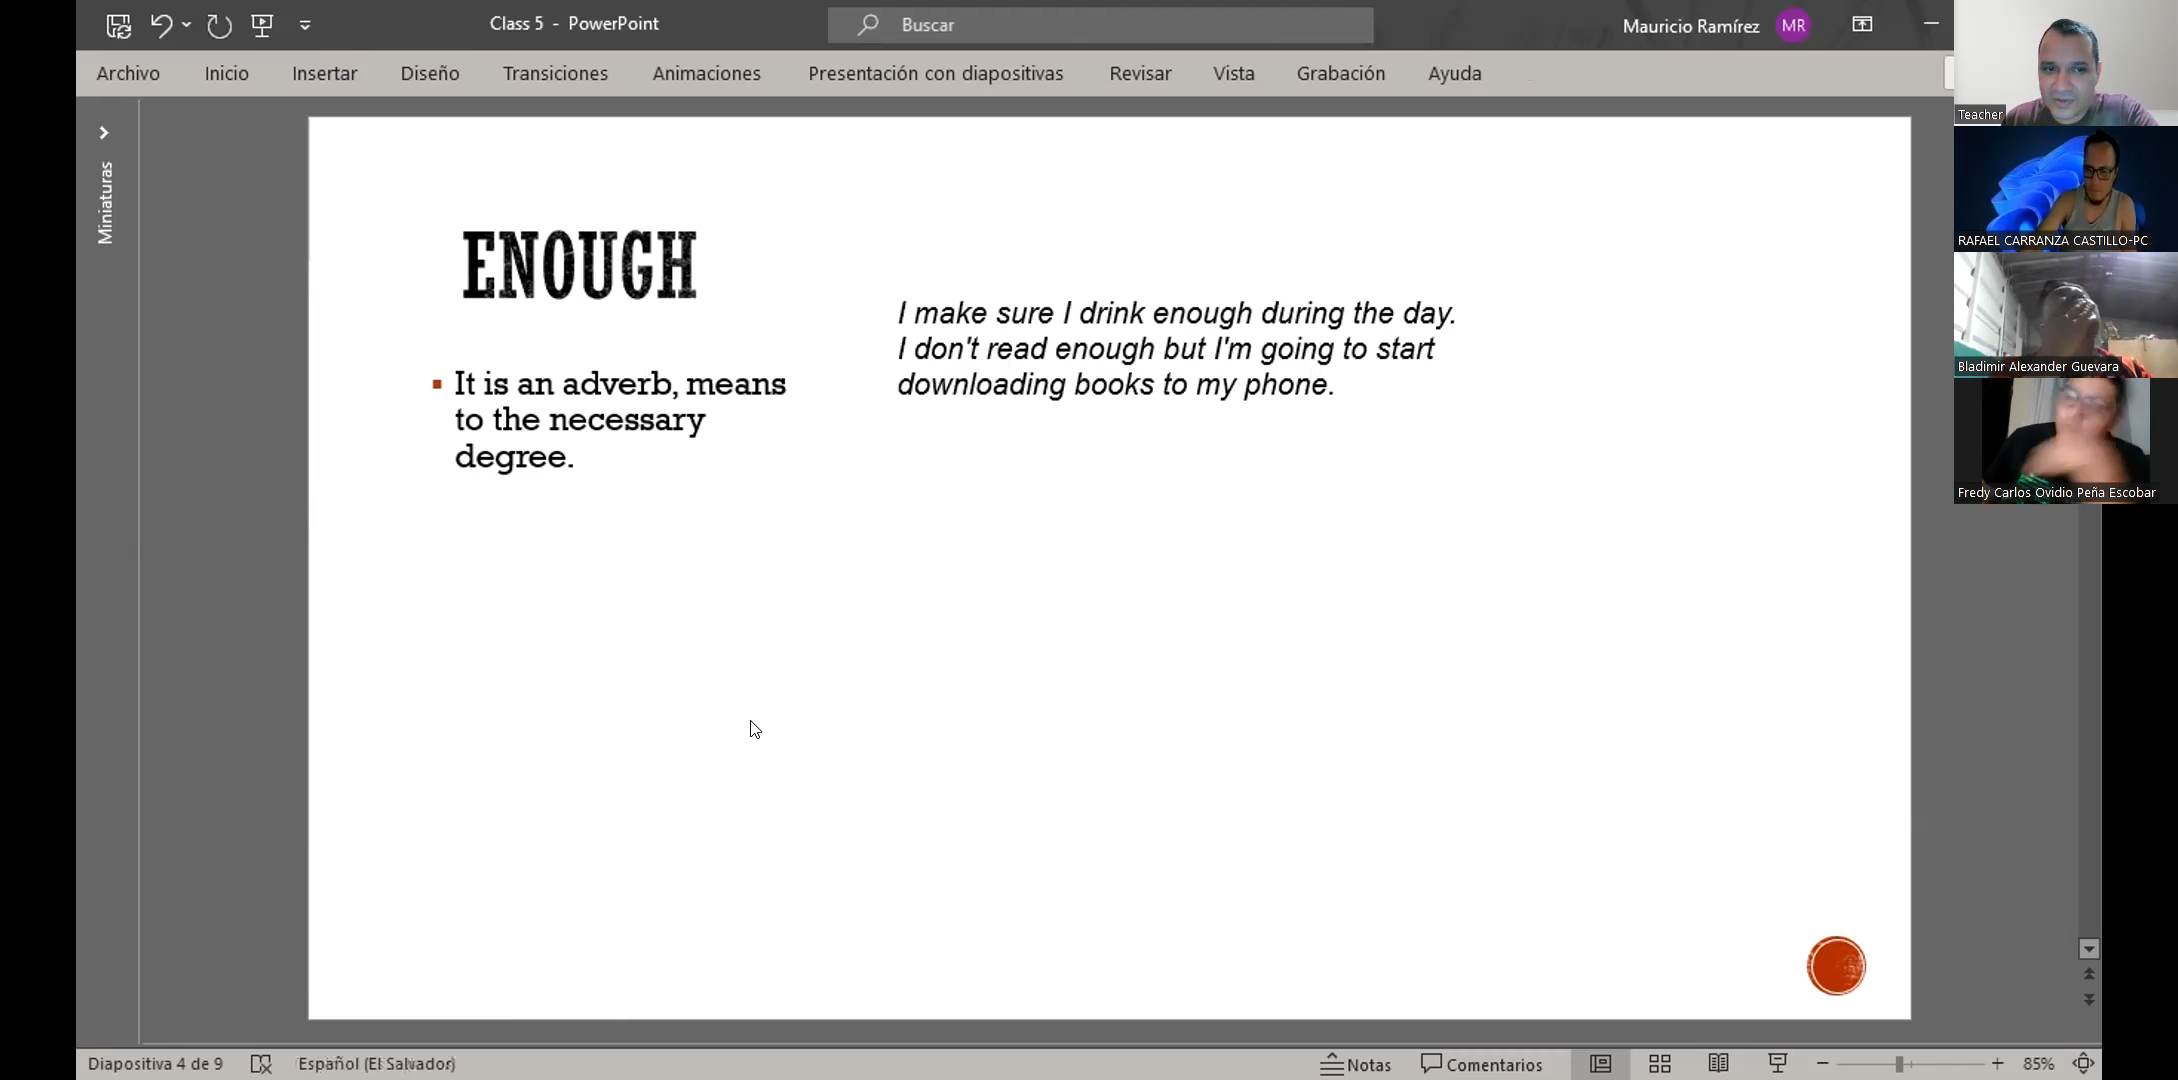 Class 5 - PowerPoint
Buscar
Mauricio Ramírez
MR
Archivo Inicio Insertar Diseño Transiciones Animaciones Presentación con diapositivas Revisar Vista Grabación Ayuda
Miniaturas
ENOUGH
It is an adverb, means
to the necessary
degree.
I make sure I drink enough during the day.
I don't read enough but I'm going to start
downloading books to my phone.
Teacher
RAFAEL CARRANZA CASTILLO-PC
Bladimir Alexander Guevara
Fredy Carlos Ovidio Peña Escobar
Diapositiva 4 de 9
Español (El Salvador)
Notas
Comentarios
85%